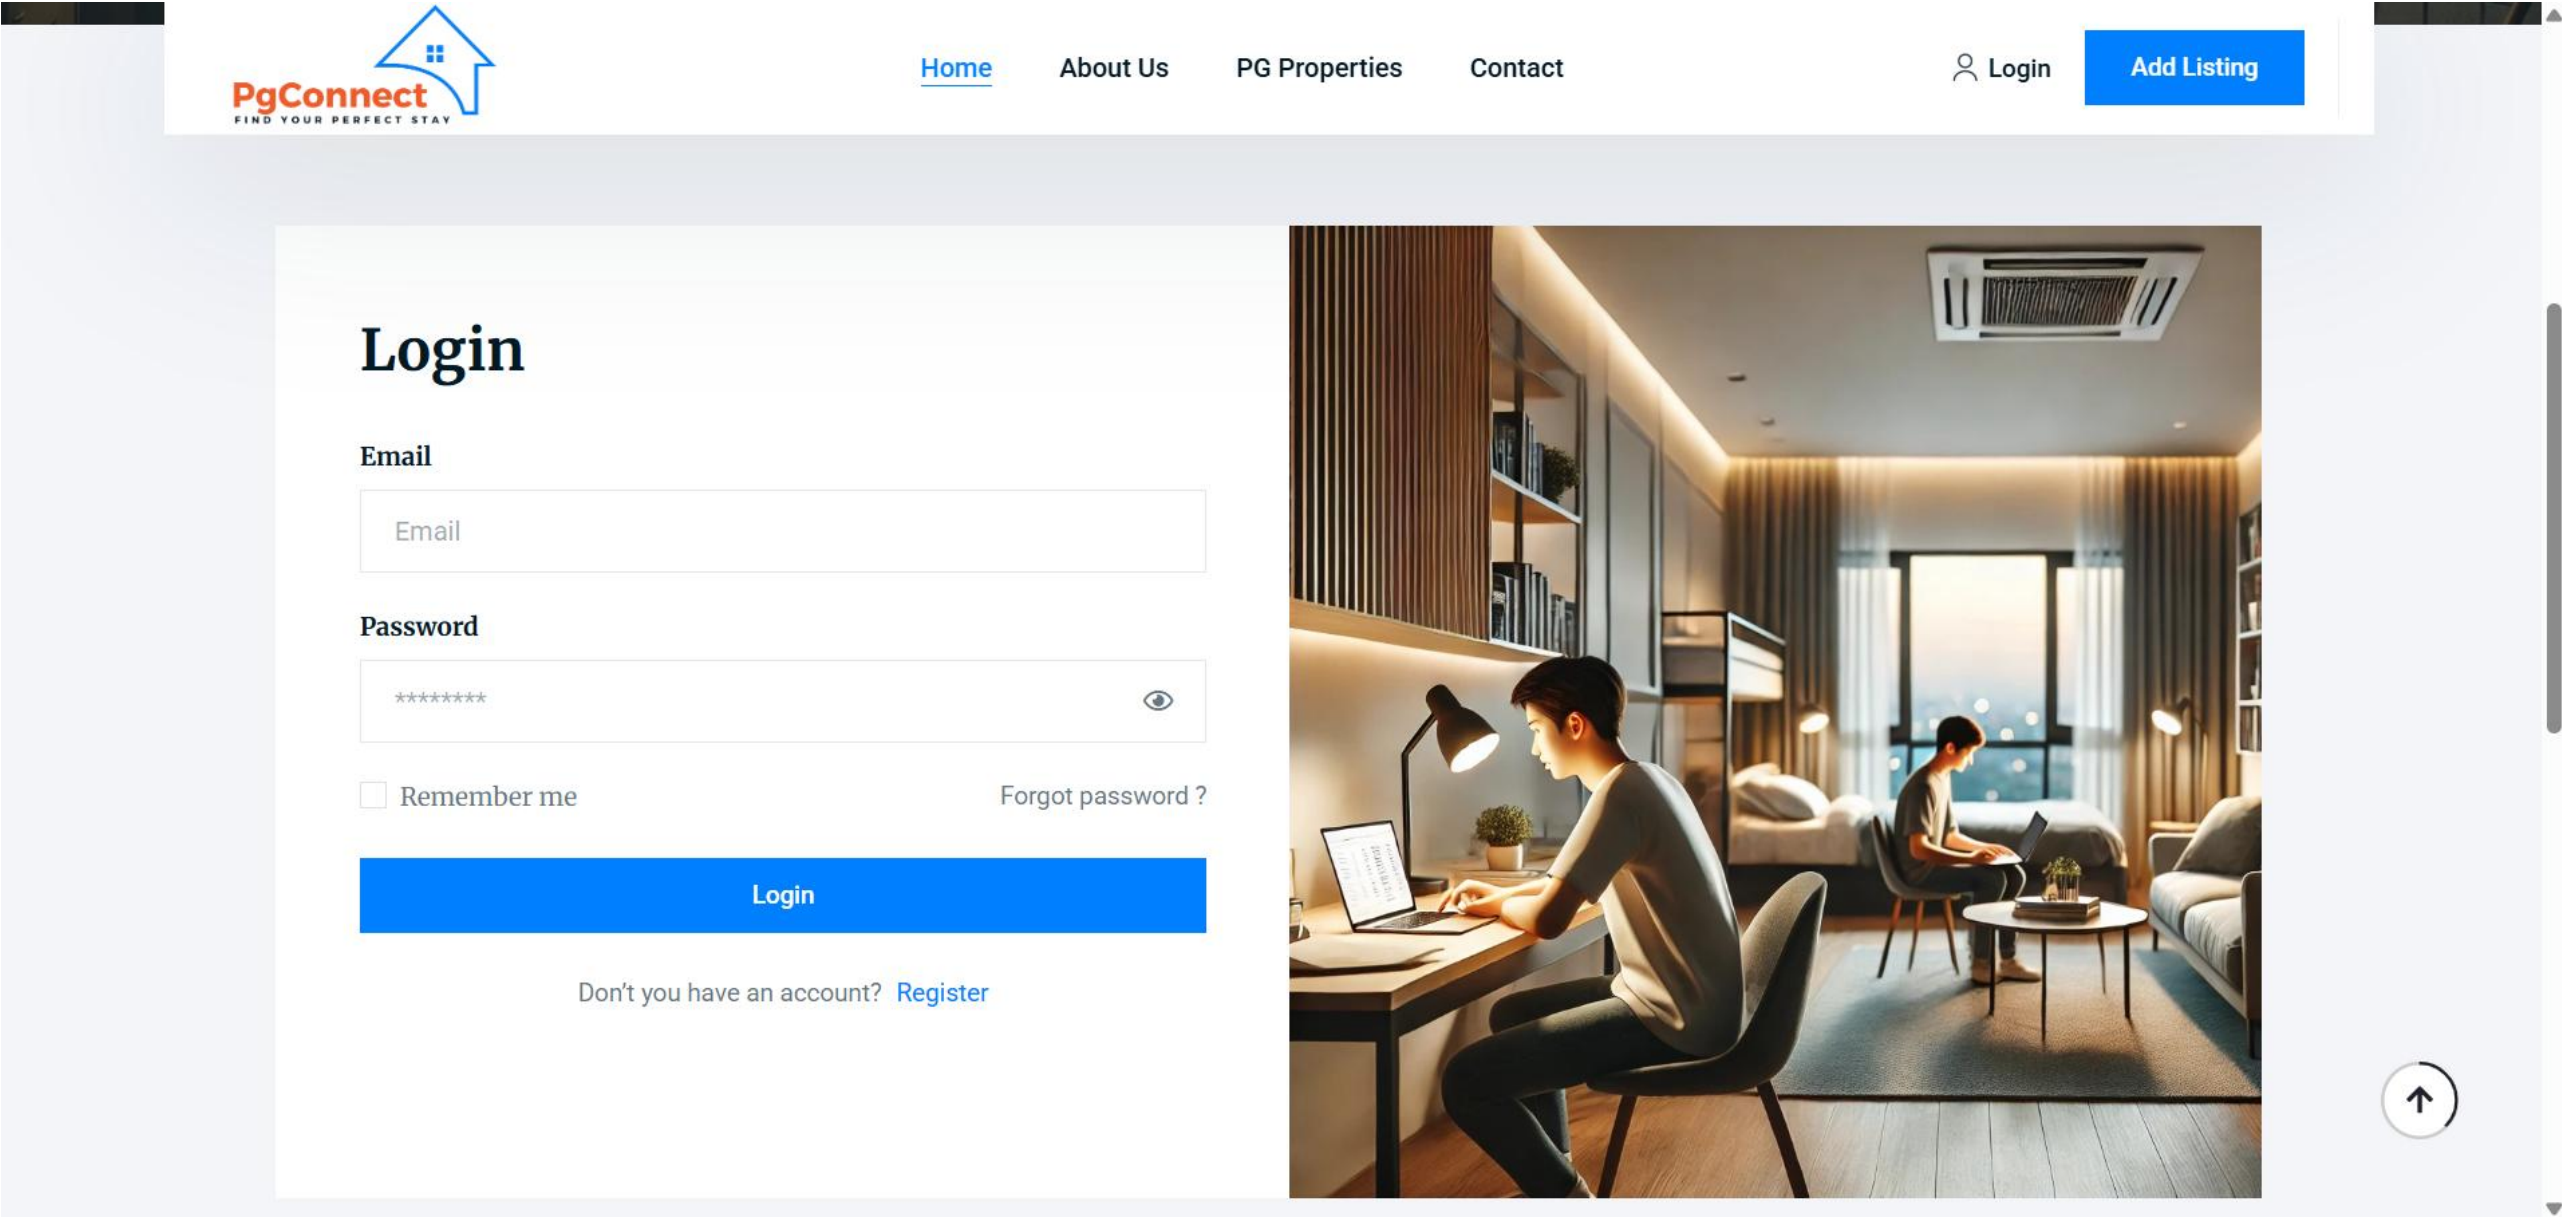 PgConnect
FIND YOUR PERFECT STAY
Home About Us PG Properties Contact
Login
Add Listing
Login
Email
Email
Password
********
Remember me
Forgot password ?
Login
Don't you have an account? Register